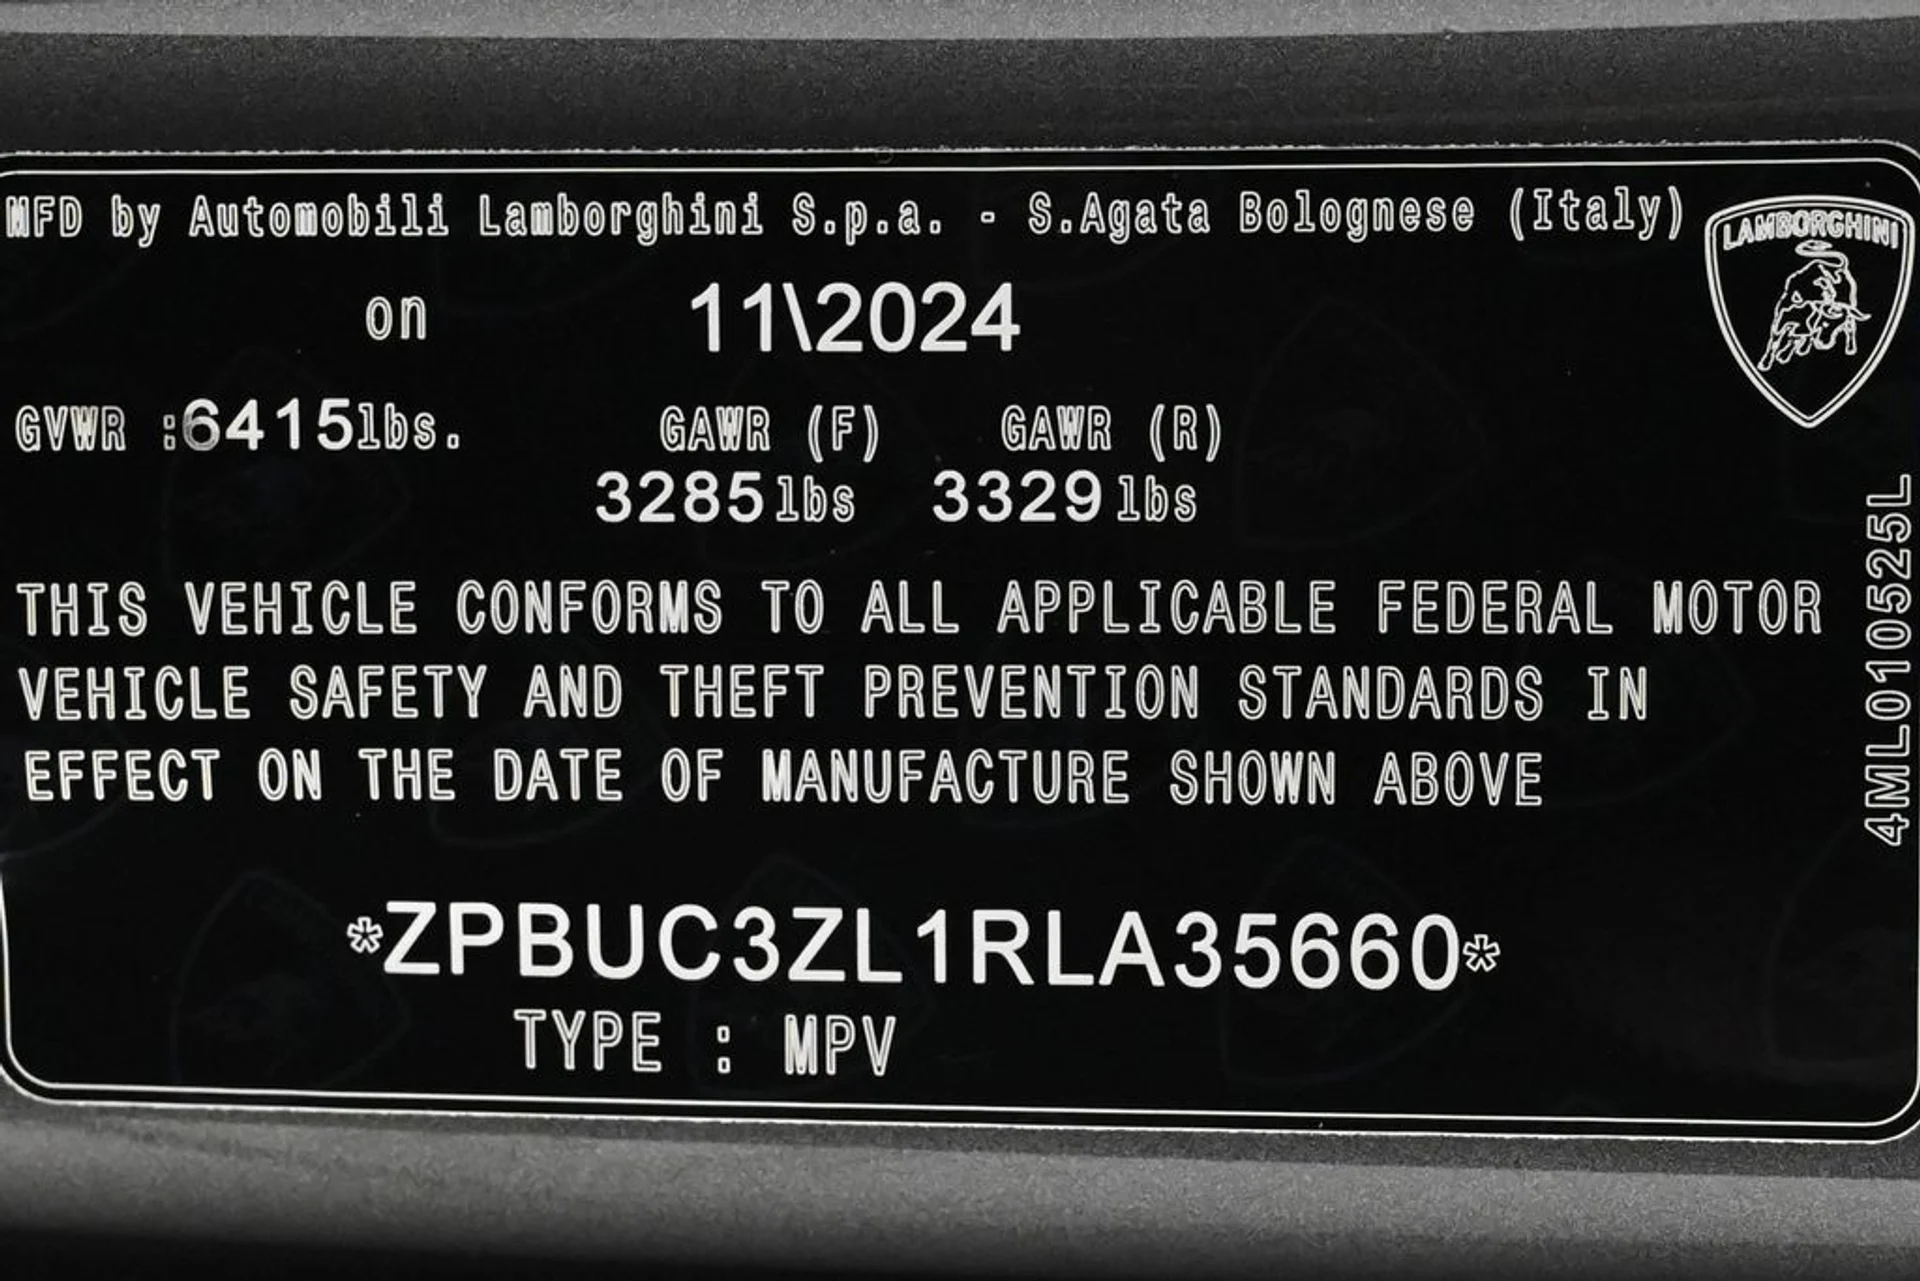 MFD by Automobili Lamborghini S.p.a. - S.Agata Bolognese (Italy)
LAMBORGHINI
on 11\2024
GVWR :6415lbs. GAWR (F) GAWR (R)
3285lbs 3329lbs
THIS VEHICLE CONFORMS TO ALL APPLICABLE FEDERAL MOTOR
VEHICLE SAFETY AND THEFT PREVENTION STANDARDS IN
EFFECT ON THE DATE OF MANUFACTURE SHOWN ABOVE
4ML010525L
*ZPBUC3ZL1RLA35660*
TYPE : MPV